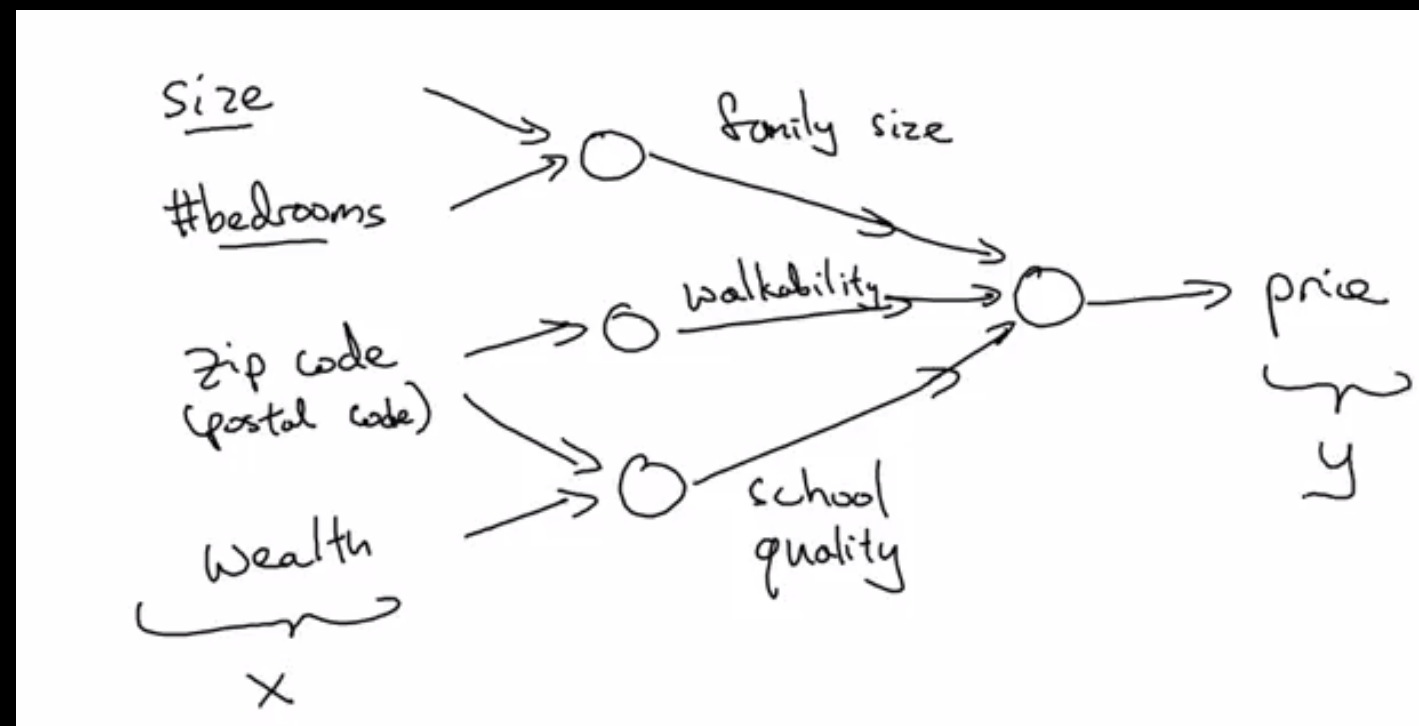 size
#bedrooms
zip code
(postal code)
wealth
x
family size
walkability
school
quality
price
y